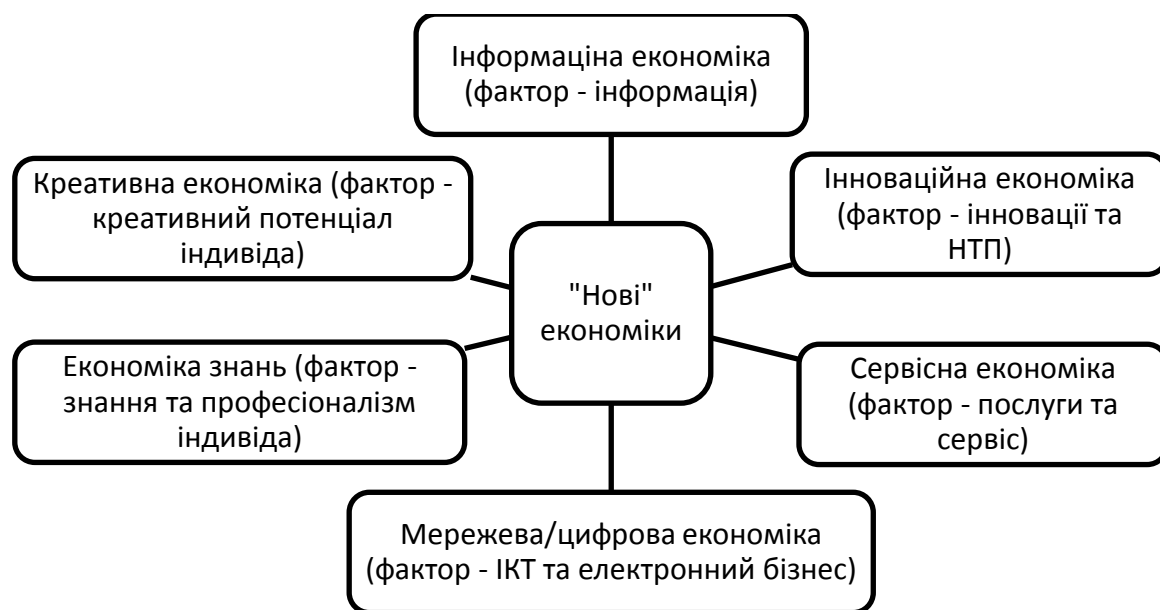 Інформаціна економіка
(фактор - інформація)
Креативна економіка (фактор -
креативний потенціал
індивіда)
Інноваційна економіка
(фактор - інновації та
НТП)
"Нові"
економіки
Економіка знань (фактор -
знання та професіоналізм
індивіда)
Сервісна економіка
(фактор - послуги та
сервіс)
Мережева/цифрова економіка
(фактор - ІКТ та електронний бізнес)